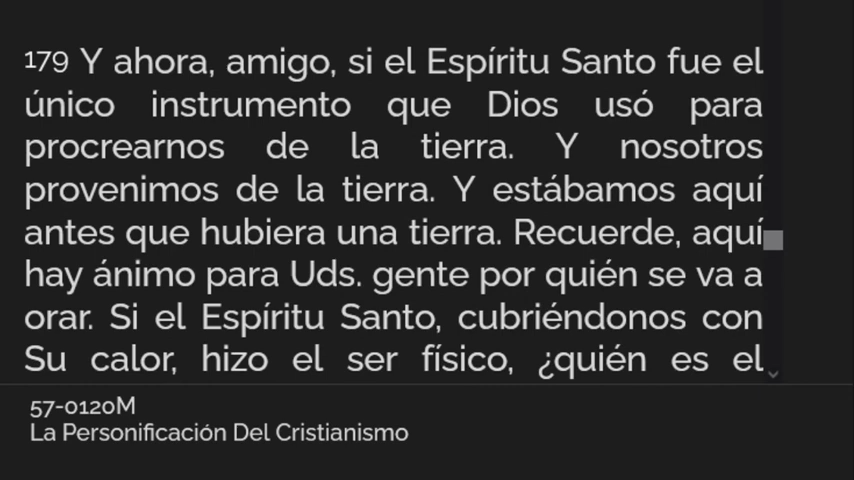 179 Y ahora, amigo, si el Espíritu Santo fue el
único instrumento que Dios usó para
procrearnos de la tierra. Y nosotros
provenimos de la tierra. Y estábamos aquí
antes que hubiera una tierra. Recuerde, aquí
hay ánimo para Uds. gente por quién se va a
orar. Si el Espíritu Santo, cubriéndonos con
Su calor, hizo el ser físico, ¿quién es el
57-0120M
La Personificación Del Cristianismo